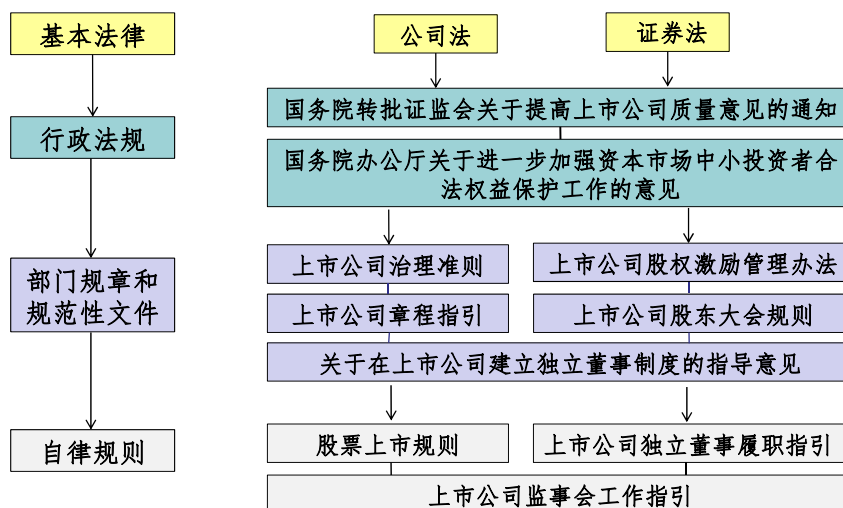 基本法律
公司法
证券法
国务院转批证监会关于提高上市公司质量意见的通知
行政法规
国务院办公厅关于进一步加强资本市场中小投资者合
法权益保护工作的意见
部门规章和
规范性文件
上市公司治理准则
上市公司股权激励管理办法
上市公司章程指引
上市公司股东大会规则
关于在上市公司建立独立董事制度的指导意见
自律规则
股票上市规则
上市公司独立董事履职指引
上市公司监事会工作指引